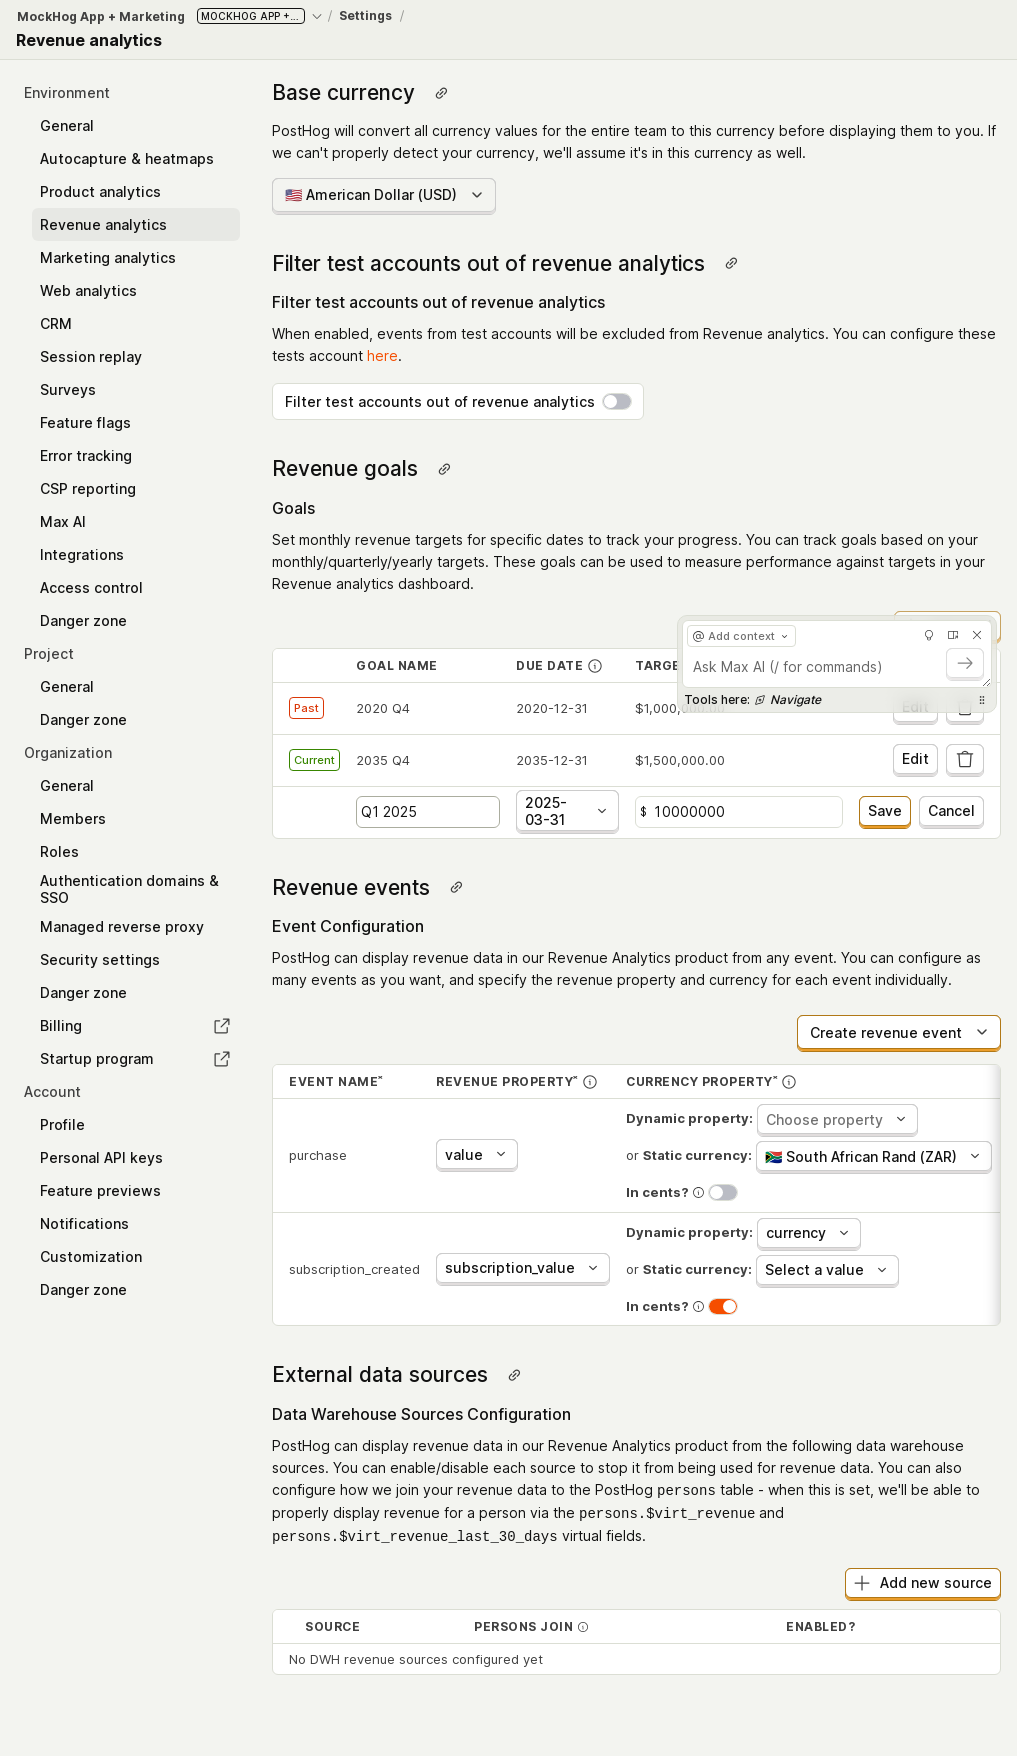 MockHog App + Marketing
MOCKHOG APP +...
/
Settings
/
Revenue analytics
Environment
General
Autocapture & heatmaps
Product analytics
Revenue analytics
Marketing analytics
Web analytics
CRM
Session replay
Surveys
Feature flags
Error tracking
CSP reporting
Max AI
Integrations
Access control
Danger zone
Project
General
Danger zone
Organization
General
Members
Roles
Authentication domains &
SSO
Managed reverse proxy
Security settings
Danger zone
Billing
Startup program
Account
Profile
Personal API keys
Feature previews
Notifications
Customization
Danger zone
Base currency
PostHog will convert all currency values for the entire team to this currency before displaying them to you. If
we can't properly detect your currency, we'll assume it's in this currency as well.
🇺🇸 American Dollar (USD)
Filter test accounts out of revenue analytics
Filter test accounts out of revenue analytics
When enabled, events from test accounts will be excluded from Revenue analytics. You can configure these
tests account here.
Filter test accounts out of revenue analytics
Revenue goals
Goals
Set monthly revenue targets for specific dates to track your progress. You can track goals based on your
monthly/quarterly/yearly targets. These goals can be used to measure performance against targets in your
Revenue analytics dashboard.
@ Add context
Ask Max AI (/ for commands)
Tools here: Navigate
GOAL NAME DUE DATE TARGE
Past 2020 Q4 2020-12-31 $1,000,000.00 Edit
Current 2035 Q4 2035-12-31 $1,500,000.00 Edit
Q1 2025 2025-
03-31 $ 10000000 Save Cancel
Revenue events
Event Configuration
PostHog can display revenue data in our Revenue Analytics product from any event. You can configure as
many events as you want, and specify the revenue property and currency for each event individually.
Create revenue event
EVENT NAME™ REVENUE PROPERTY™ CURRENCY PROPERTY™
Dynamic property: Choose property
purchase value or Static currency: 🇿🇦 South African Rand (ZAR)
In cents?
Dynamic property: currency
subscription_created subscription_value or Static currency: Select a value
In cents?
External data sources
Data Warehouse Sources Configuration
PostHog can display revenue data in our Revenue Analytics product from the following data warehouse
sources. You can enable/disable each source to stop it from being used for revenue data. You can also
configure how we join your revenue data to the PostHog persons table - when this is set, we'll be able to
properly display revenue for a person via the persons.$virt_revenue and
persons.$virt_revenue_last_30_days virtual fields.
Add new source
SOURCE PERSONS JOIN ENABLED?
No DWH revenue sources configured yet